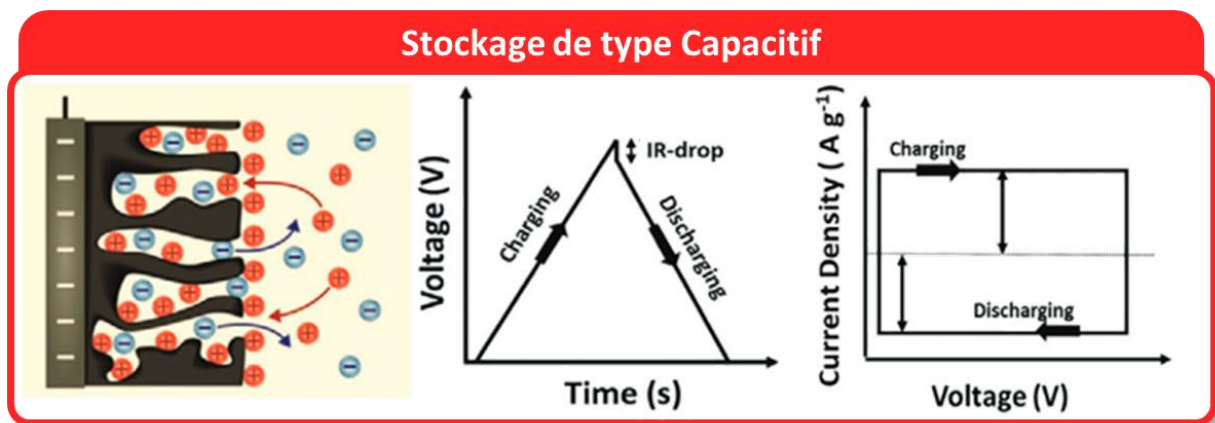 Stockage de type Capacitif
Voltage (V)
Charging
IR-drop
Discharging
Time (s)
Current Density ( A g⁻¹)
Charging
Discharging
Voltage (V)